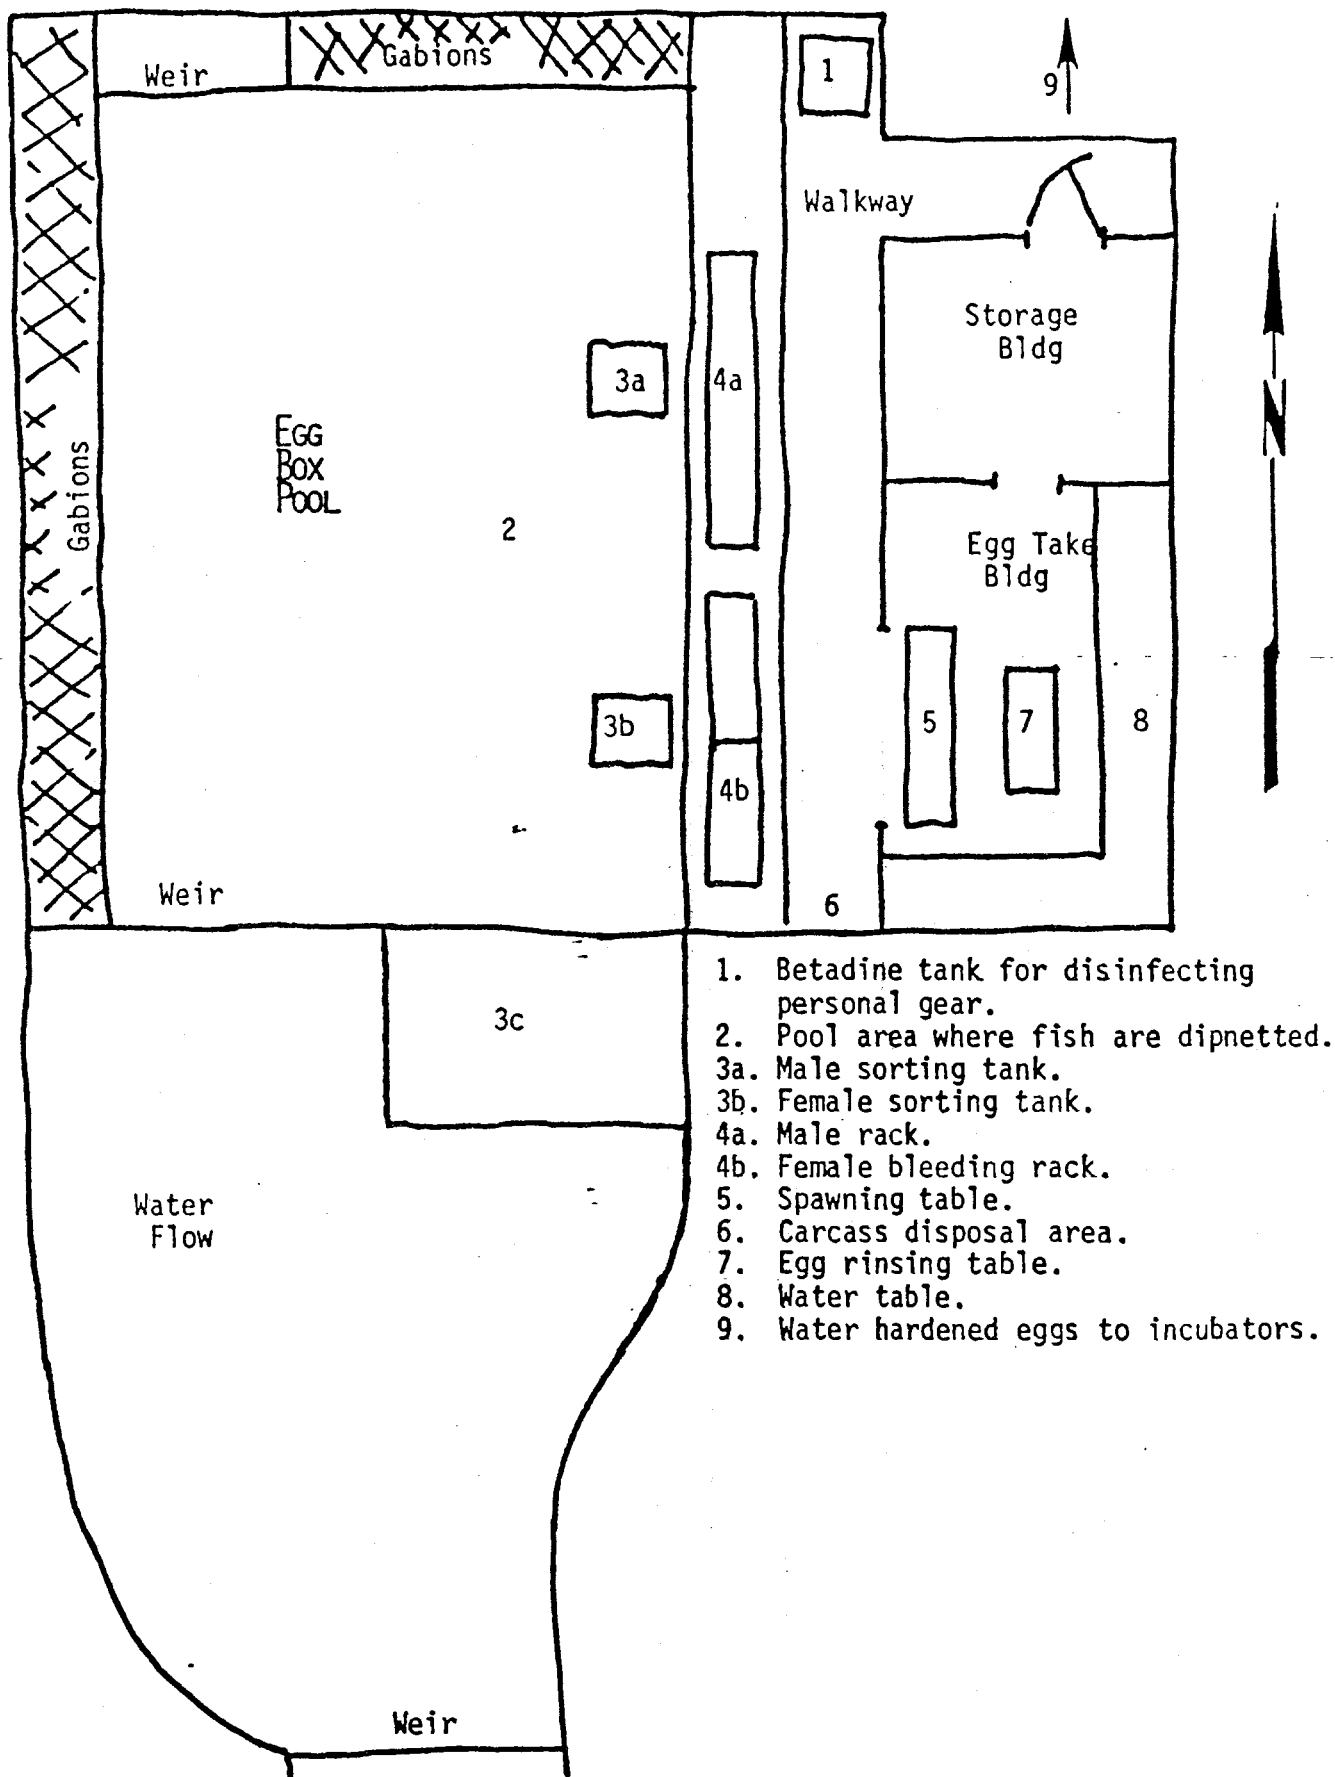 Weir
Gabions
1
9
Walkway
Storage
Bldg
3a
4a
N
EGG
BOX
POOL
Gabions
2
Egg Take
Bldg
3b
4b
5
7
8
Weir
6
3c
1. Betadine tank for disinfecting
personal gear.
2. Pool area where fish are dipnetted.
3a. Male sorting tank.
3b. Female sorting tank.
4a. Male rack.
4b. Female bleeding rack.
5. Spawning table.
6. Carcass disposal area.
7. Egg rinsing table.
8. Water table.
9. Water hardened eggs to incubators.
Water
Flow
Weir